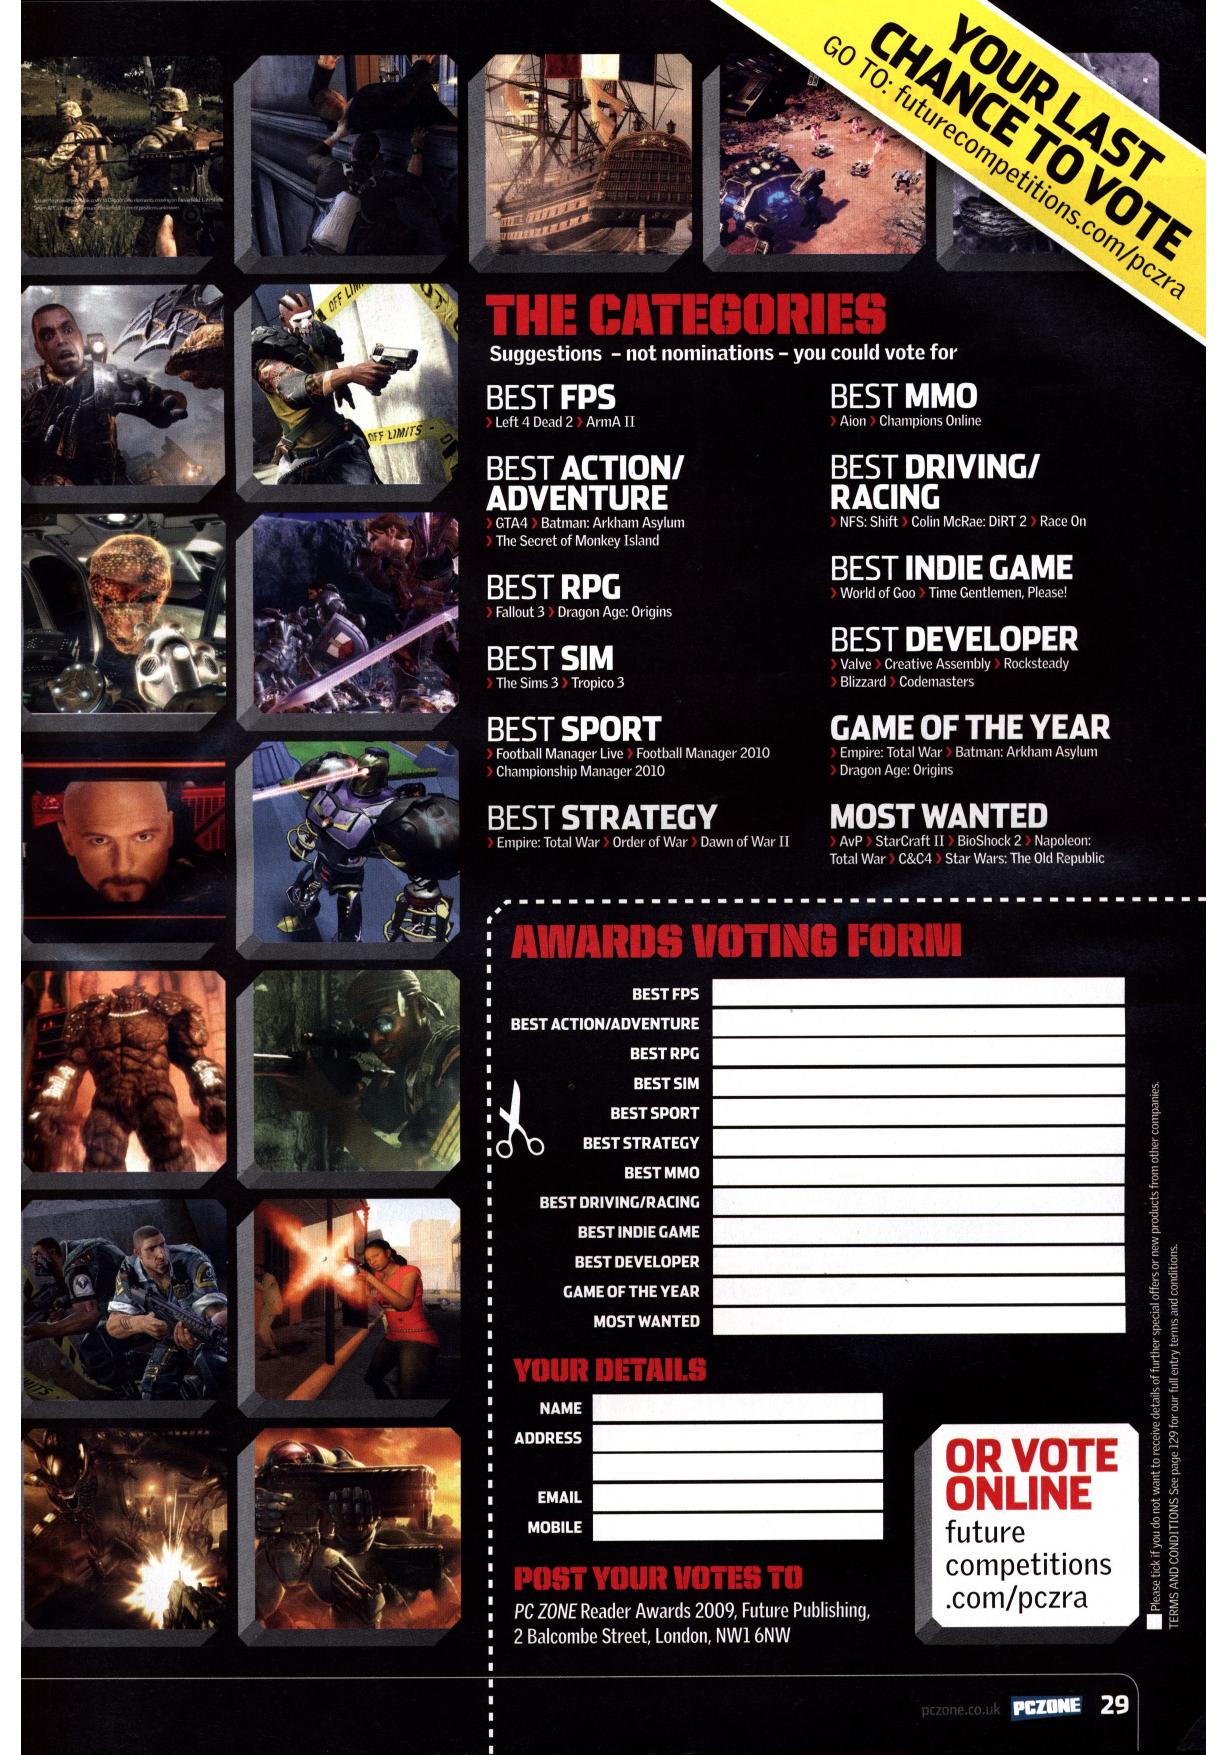 YOUR LAST
CHANCE TO VOTE
GO TO: futurecompetitions.com/pczra
OFF LIMITS
OFF LIMITS
THE CATEGORIES
Suggestions – not nominations – you could vote for
BEST FPS
› Left 4 Dead 2 › ArmA II
BEST ACTION/
ADVENTURE
› GTA4 › Batman: Arkham Asylum
› The Secret of Monkey Island
BEST RPG
› Fallout 3 › Dragon Age: Origins
BEST SIM
› The Sims 3 › Tropico 3
BEST SPORT
› Football Manager Live › Football Manager 2010
› Championship Manager 2010
BEST STRATEGY
› Empire: Total War › Order of War › Dawn of War II
BEST MMO
› Aion › Champions Online
BEST DRIVING/
RACING
› NFS: Shift › Colin McRae: DiRT 2 › Race On
BEST INDIE GAME
› World of Goo › Time Gentlemen, Please!
BEST DEVELOPER
› Valve › Creative Assembly › Rocksteady
› Blizzard › Codemasters
GAME OF THE YEAR
› Empire: Total War › Batman: Arkham Asylum
› Dragon Age: Origins
MOST WANTED
› AvP › StarCraft II › BioShock 2 › Napoleon:
Total War › C&C4 › Star Wars: The Old Republic
AWARDS VOTING FORM
BEST FPS
BEST ACTION/ADVENTURE
BEST RPG
BEST SIM
BEST SPORT
BEST STRATEGY
BEST MMO
BEST DRIVING/RACING
BEST INDIE GAME
BEST DEVELOPER
GAME OF THE YEAR
MOST WANTED
YOUR DETAILS
NAME
ADDRESS
EMAIL
MOBILE
POST YOUR VOTES TO
PC ZONE Reader Awards 2009, Future Publishing,
2 Balcombe Street, London, NW1 6NW
OR VOTE
ONLINE
future
competitions
.com/pczra
Please tick if you do not want to receive details of further special offers or new products from other companies.
TERMS AND CONDITIONS See page 129 for our full entry terms and conditions.
pczone.co.uk PCZONE 29